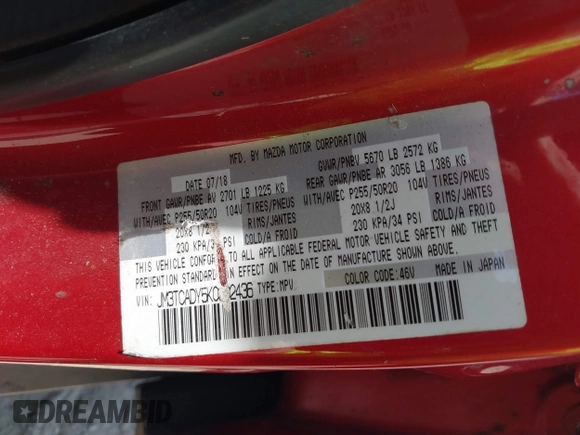 MFD. BY MAZDA MOTOR CORPORATION
DATE 07/18 GVWR/PNBV 5670 LB 2572 KG
FRONT GAWR/PNBE AV 2701 LB 1225 KG REAR GAWR/PNBE AR 3056 LB 1386 KG
WITH/AVEC P255/50R20 104V TIRES/PNEUS WITH/AVEC P255/50R20 104V TIRES/PNEUS
20X8 1/2J RIMS/JANTES 20X8 1/2J RIMS/JANTES
230 KPA/34 PSI COLD/A FROID 230 KPA/34 PSI COLD/A FROID
THIS VEHICLE CONFORMS TO ALL APPLICABLE FEDERAL MOTOR VEHICLE SAFETY AND THEFT
PREVENTION STANDARDS IN EFFECT ON THE DATE OF MANUFACTURE SHOWN ABOVE.
VIN: TYPE:MPV COLOR CODE:46V MADE IN JAPAN
DREAMBID